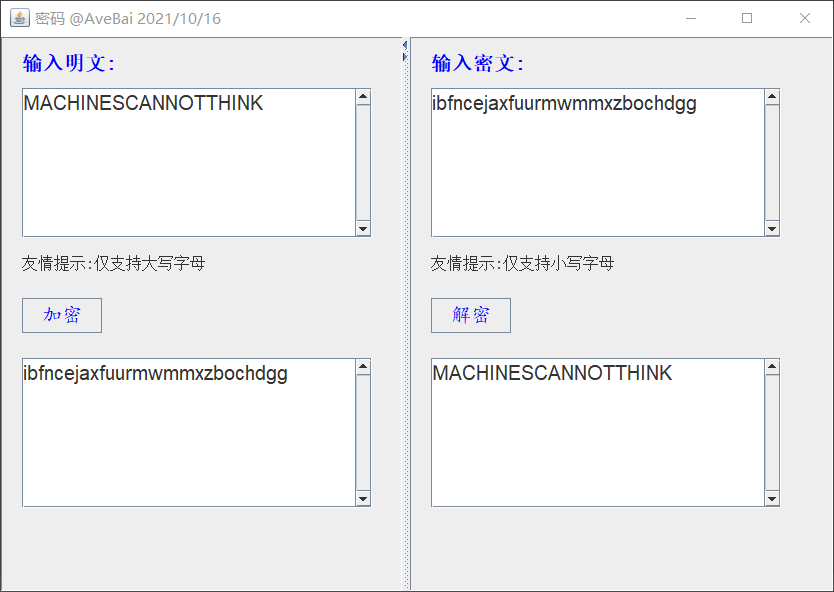 密码 @AveBai 2021/10/16
输入明文:
MACHINESCANNOTTHINK
友情提示:仅支持大写字母
加密
ibfncejaxfuurmwmmxzbochdgg
输入密文:
ibfncejaxfuurmwmmxzbochdgg
友情提示:仅支持小写字母
解密
MACHINESCANNOTTHINK